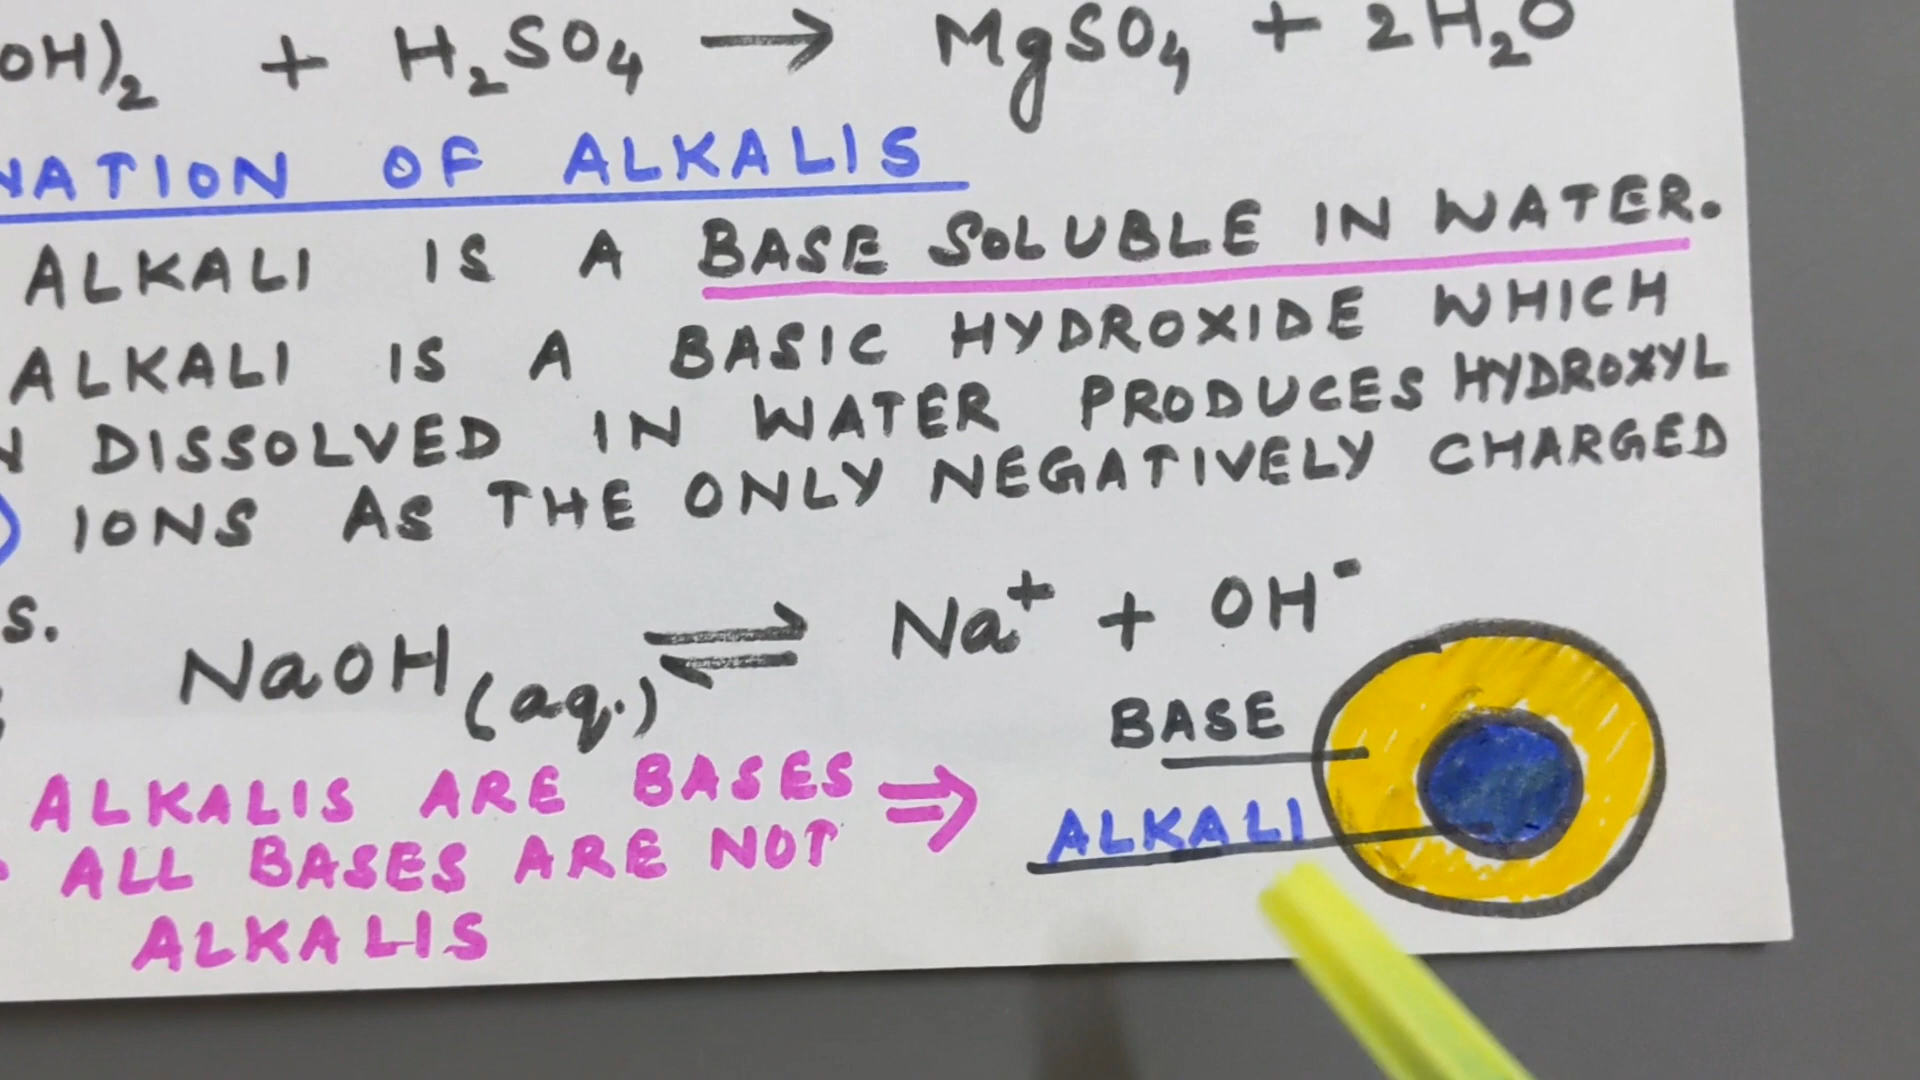 OH)₂ + H₂SO₄ → MgSO₄ + 2H₂O
NATION OF ALKALIS
ALKALI IS A BASE SOLUBLE IN WATER.
ALKALI IS A BASIC HYDROXIDE WHICH
N DISSOLVED IN WATER PRODUCES HYDROXYL
) IONS AS THE ONLY NEGATIVELY CHARGED
S.
NaOH(aq.) ⇌ Na⁺ + OH⁻
BASE
ALKALI
ALKALIS ARE BASES ⇒
ALL BASES ARE NOT
ALKALIS